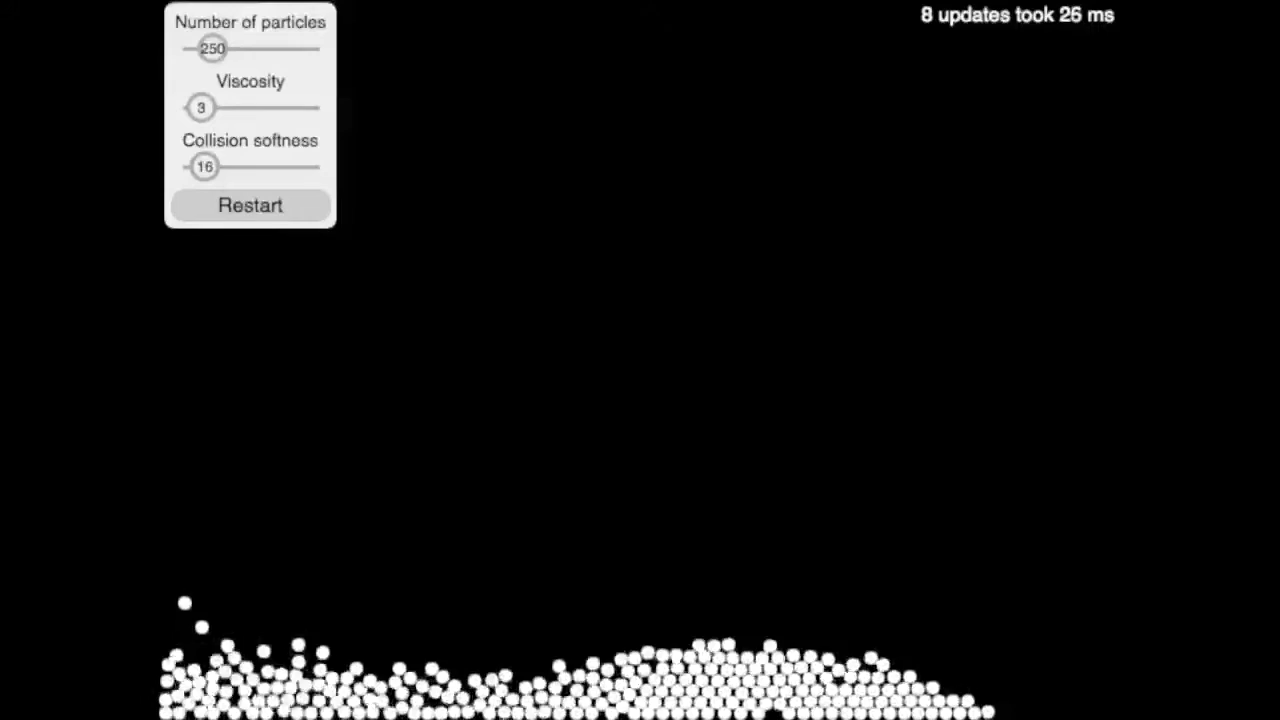 Number of particles
250
Viscosity
3
Collision softness
16
Restart
8 updates took 26 ms